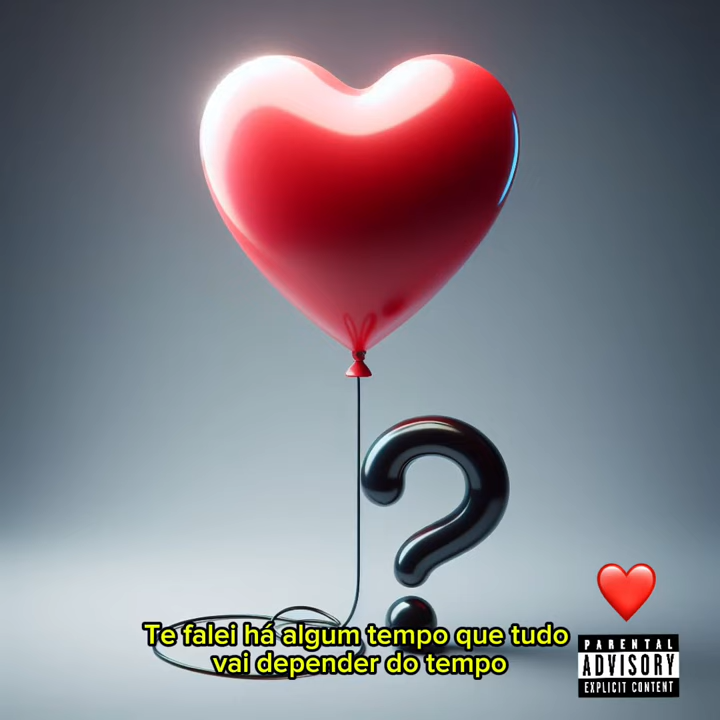 Te falei há algum tempo que tudo
vai depender do tempo
PARENTAL
ADVISORY
EXPLICIT CONTENT